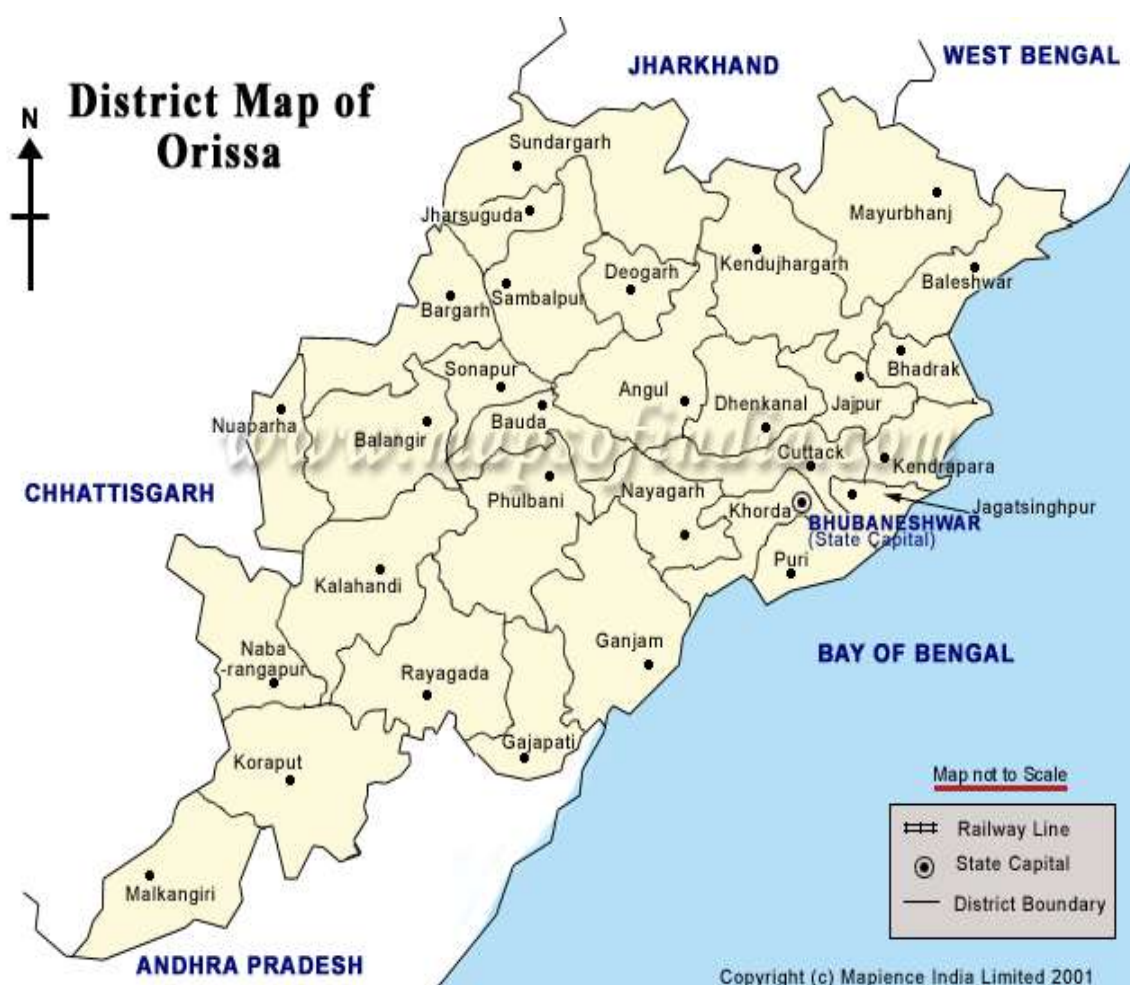 JHARKHAND
WEST BENGAL
District Map of
Orissa
N
Sundargarh
Jharsuguda
Mayurbhanj
Deogarh
Kendujhargarh
Baleshwar
Sambalpur
Bargarh
Sonapur
Bhadrak
Angul
Dhenkanal
Jajpur
Nuaparha
Balangir
Bauda
www.mapsofindia.com
Cuttack
Kendrapara
CHHATTISGARH
Phulbani
Nayagarh
Khorda
Jagatsinghpur
BHUBANESHWAR
(State Capital)
Puri
Kalahandi
Ganjam
BAY OF BENGAL
Naba
-rangapur
Rayagada
Gajapati
Koraput
Malkangiri
ANDHRA PRADESH
Map not to Scale
Railway Line
State Capital
District Boundary
Copyright (c) Mapience India Limited 2001